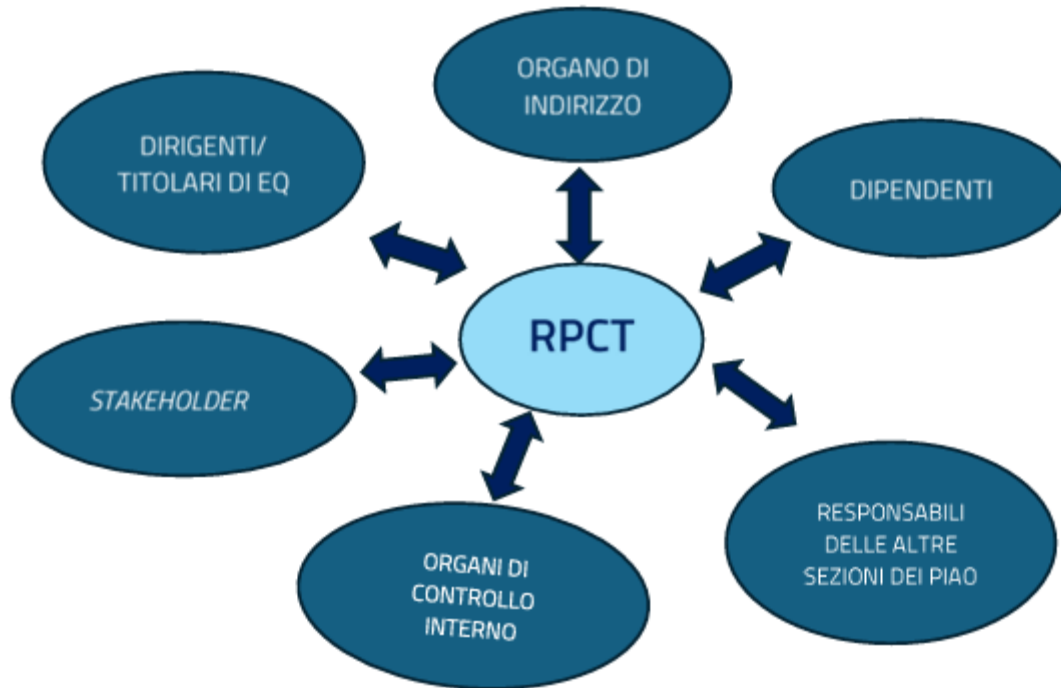 ORGANO DI
INDIRIZZO
DIRIGENTI/
TITOLARI DI EQ
DIPENDENTI
RPCT
STAKEHOLDER
RESPONSABILI
DELLE ALTRE
SEZIONI DEI PIAO
ORGANI DI
CONTROLLO
INTERNO